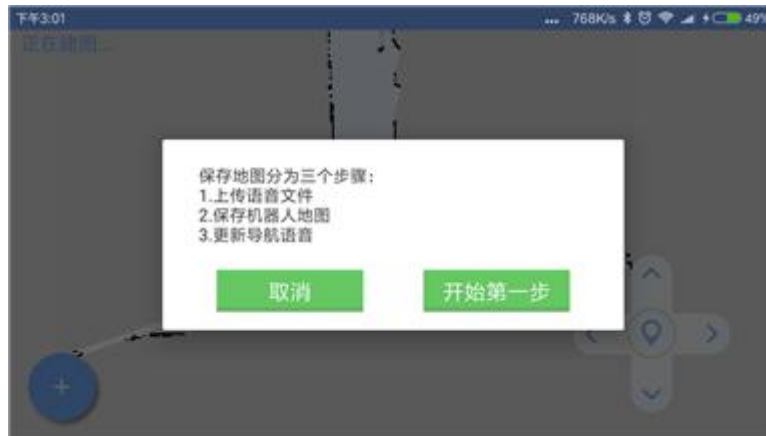 下午3:01
... 768K/s 49%
正在建图...
保存地图分为三个步骤：
1.上传语音文件
2.保存机器人地图
3.更新导航语音
取消
开始第一步